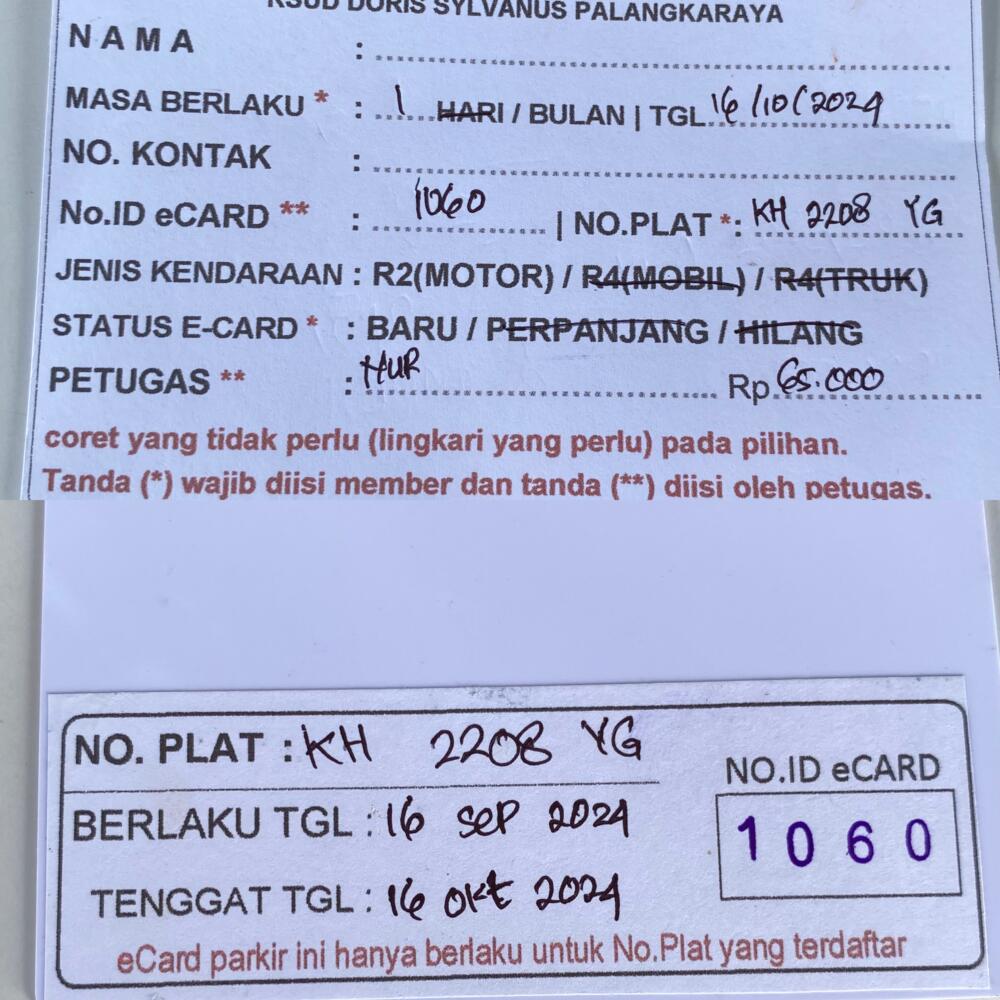 RSUD DORIS SYLVANUS PALANGKARAYA
NAMA :
MASA BERLAKU * : 1 HARI / BULAN | TGL 16/10/2024
NO. KONTAK :
No.ID eCARD ** : 1060 | NO.PLAT *: KH 2208 YG
JENIS KENDARAAN : R2(MOTOR) / R4(MOBIL) / R4(TRUK)
STATUS E-CARD * : BARU / PERPANJANG / HILANG
PETUGAS ** : NUR Rp 65.000
coret yang tidak perlu (lingkari yang perlu) pada pilihan.
Tanda (*) wajib diisi member dan tanda (**) diisi oleh petugas.
NO. PLAT : KH 2208 YG
BERLAKU TGL : 16 SEP 2024
TENGGAT TGL : 16 OKT 2024
NO.ID eCARD
1060
eCard parkir ini hanya berlaku untuk No.Plat yang terdaftar